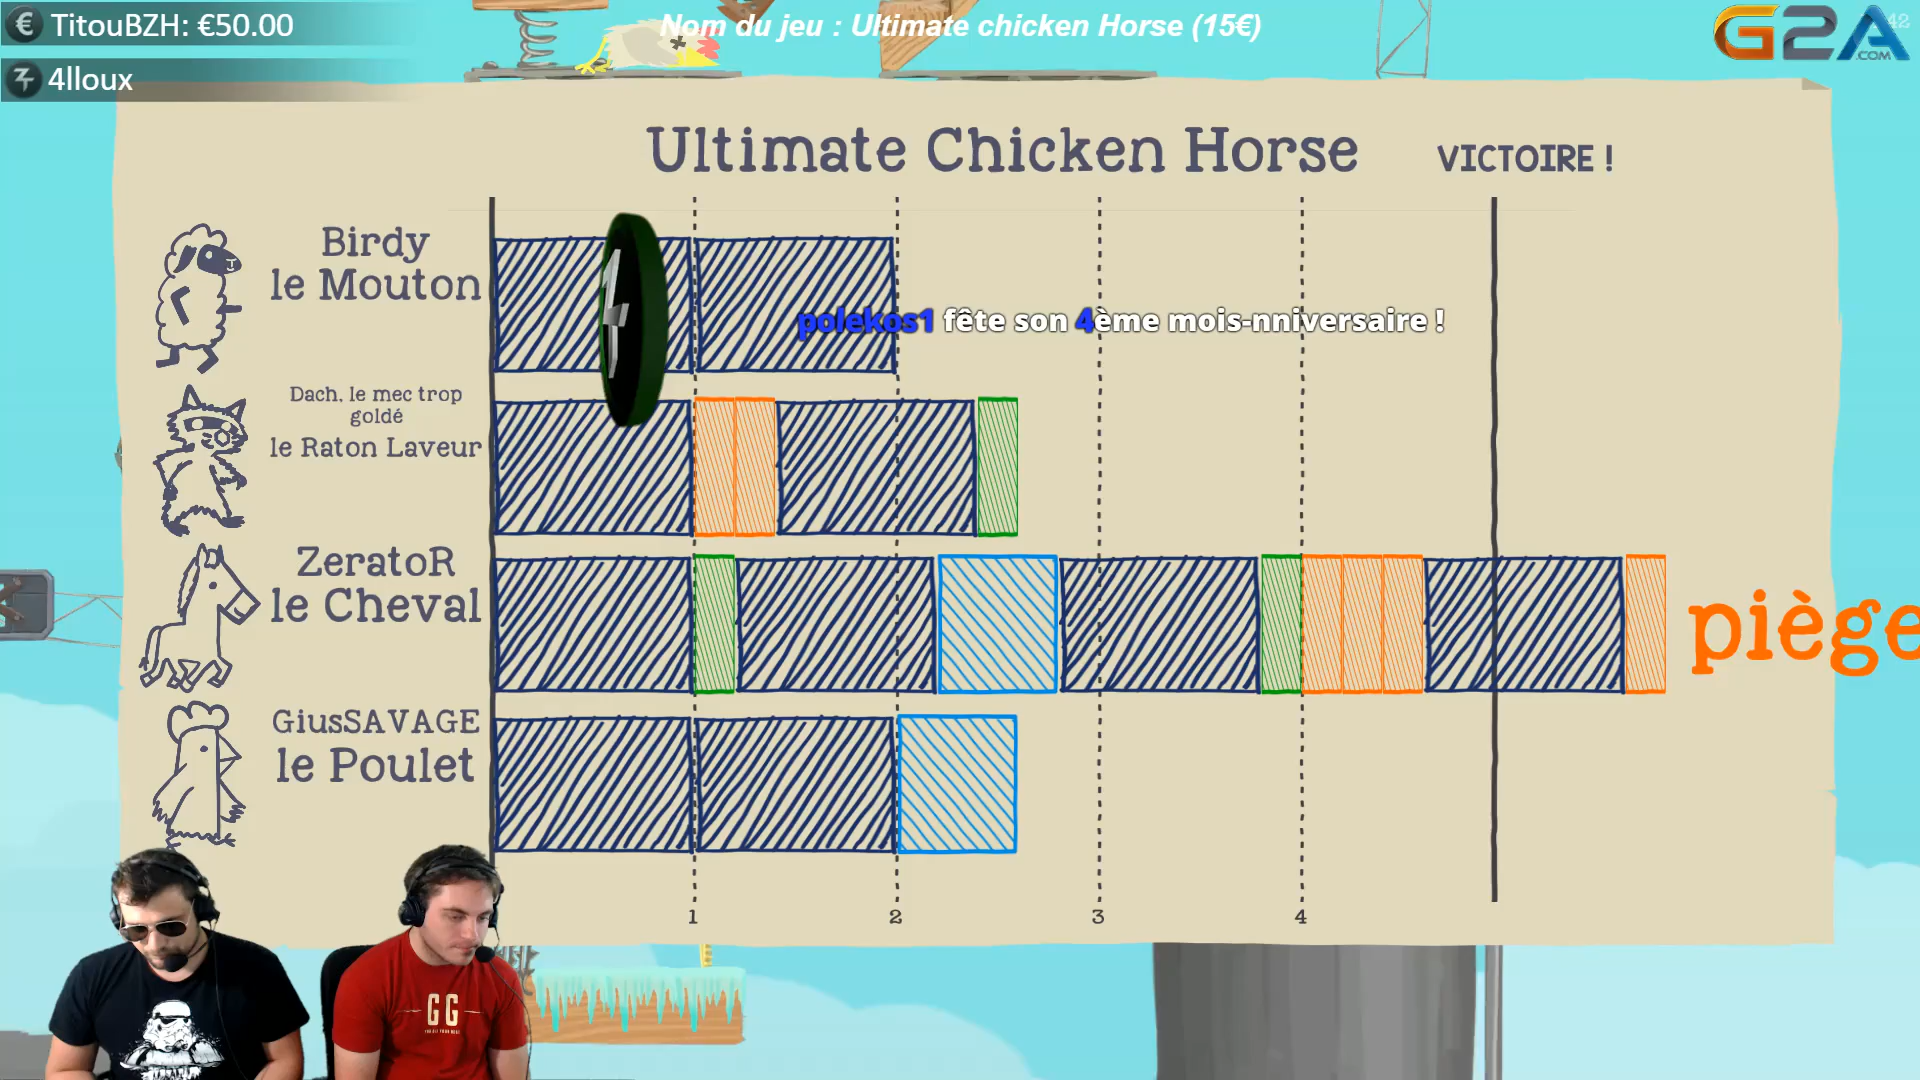 TitouBZH: €50.00
4lloux
Nom du jeu : Ultimate chicken Horse (15€)
G2A
.COM
42
Ultimate Chicken Horse
VICTOIRE !
Birdy
le Mouton
polekos1 fête son 4ème mois-nniversaire !
Dach, le mec trop
goldé
le Raton Laveur
ZeratoR
le Cheval
piège
GiusSAVAGE
le Poulet
1 2 3 4
GG